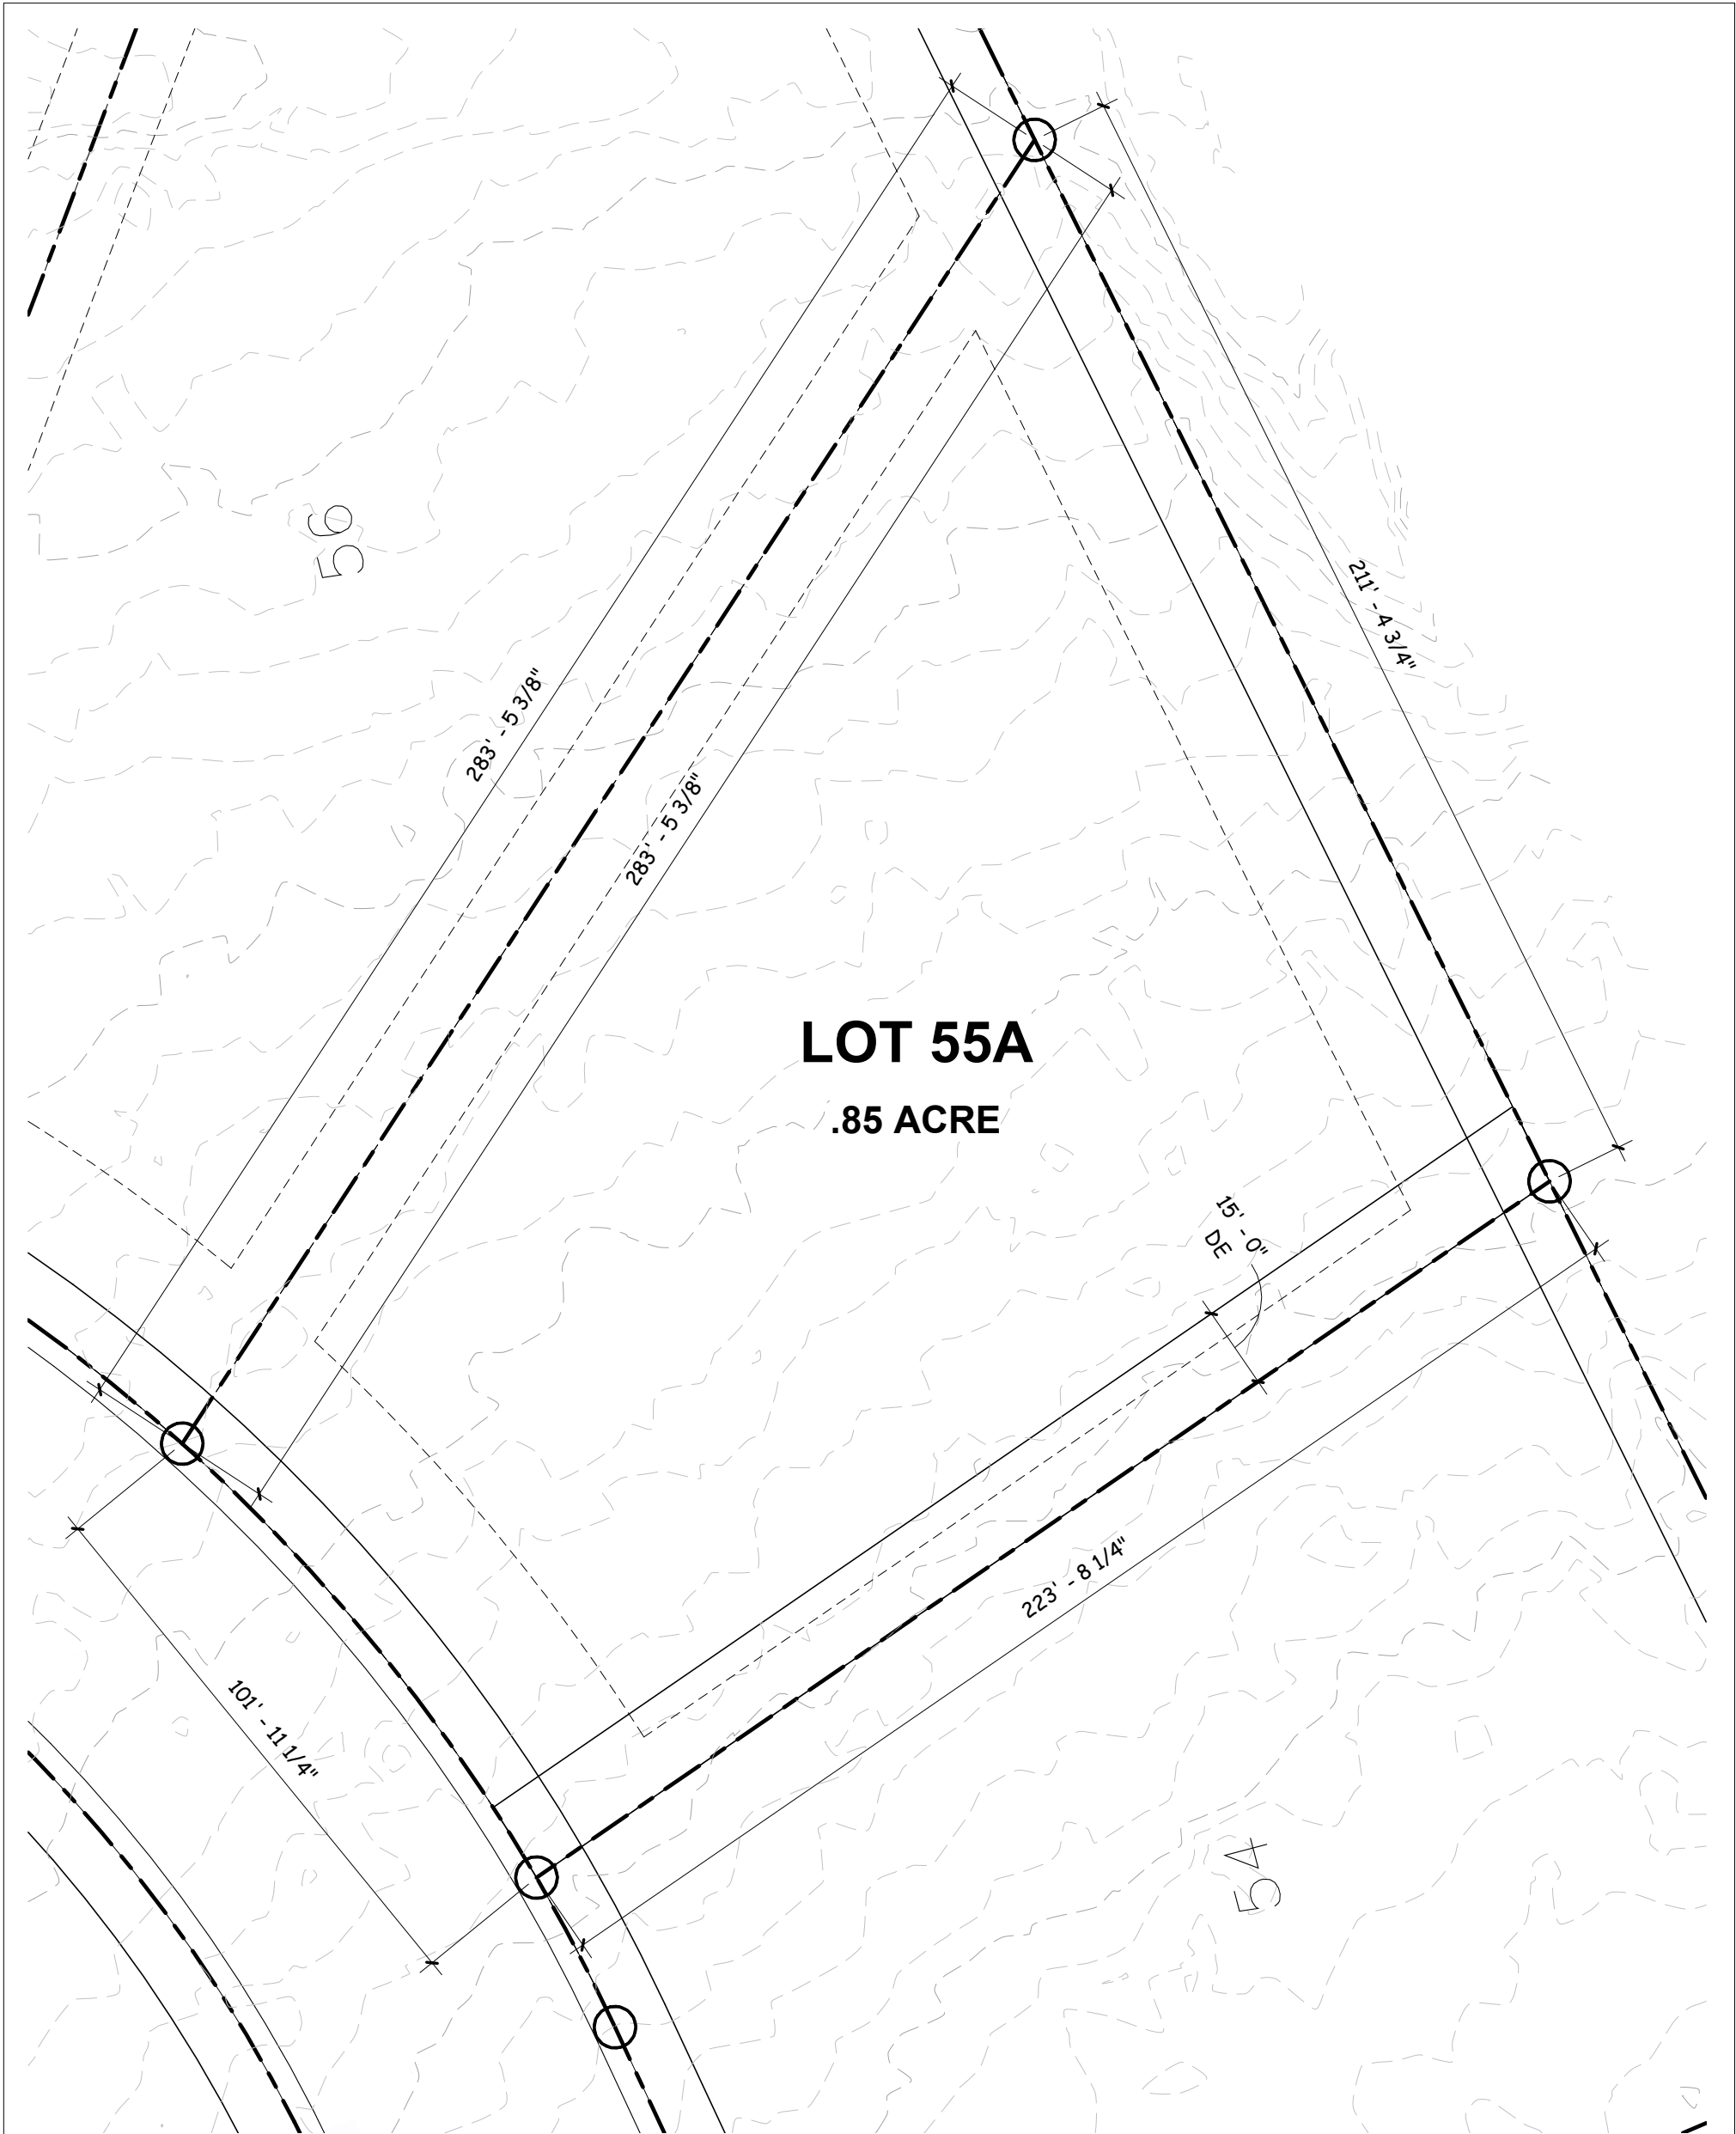 56
211' - 4 3/4"
283' - 5 3/8"
283' - 5 3/8"
LOT 55A
.85 ACRE
15' - 0"
DE
223' - 8 1/4"
101' - 11 1/4"
54